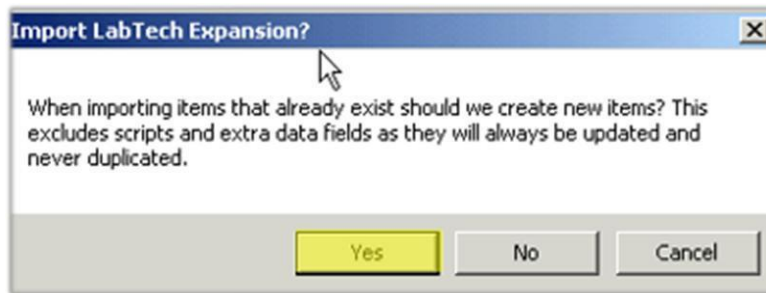 Import LabTech Expansion?
When importing items that already exist should we create new items? This
excludes scripts and extra data fields as they will always be updated and
never duplicated.
Yes
No
Cancel